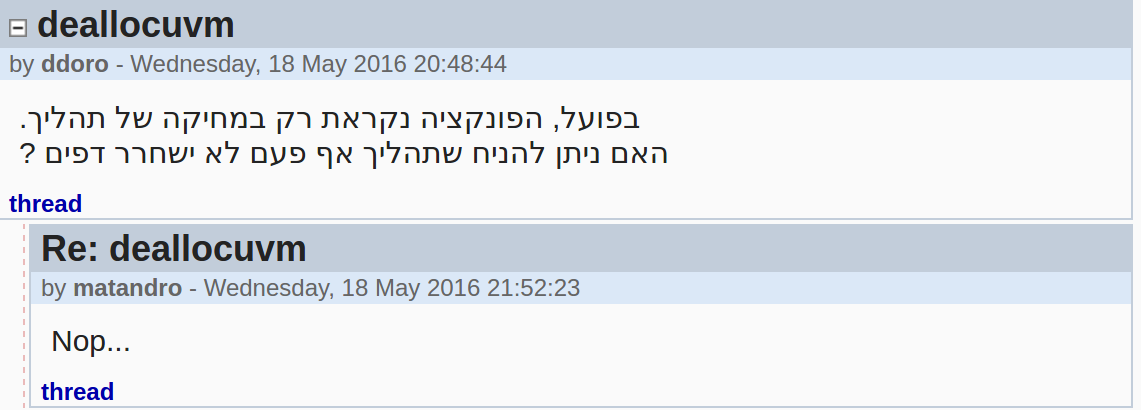 deallocuvm
by ddoro - Wednesday, 18 May 2016 20:48:44
בפועל, הפונקציה נקראת רק במחיקה של תהליך.
האם ניתן להניח שתהליך אף פעם לא ישחרר דפים ?
thread
Re: deallocuvm
by matandro - Wednesday, 18 May 2016 21:52:23
Nop...
thread